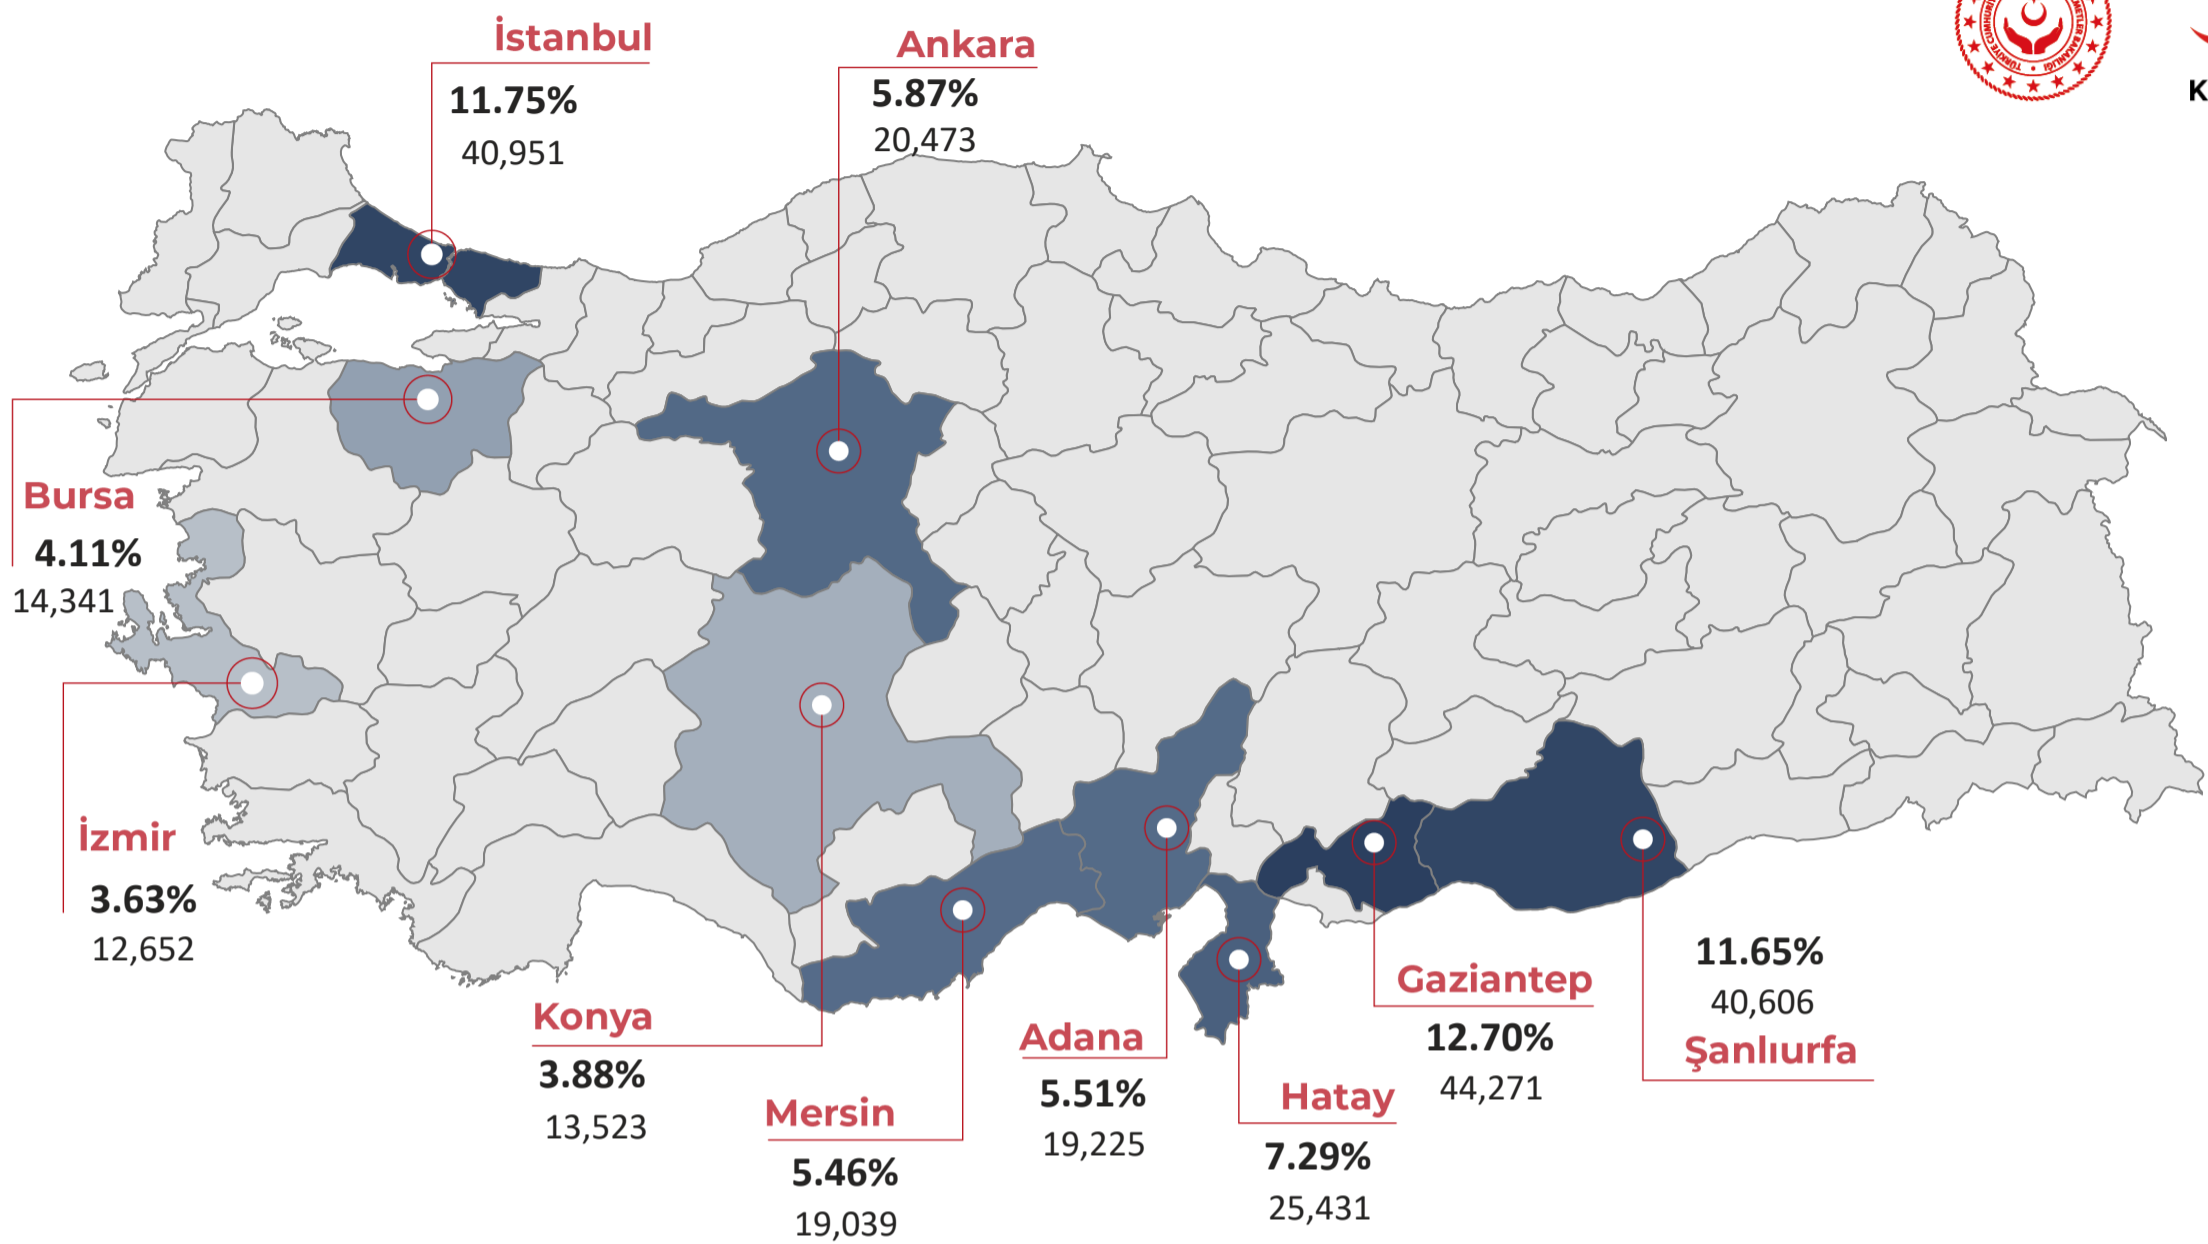 İstanbul
11.75%
40,951
Ankara
5.87%
20,473
K
Bursa
4.11%
14,341
İzmir
3.63%
12,652
Konya
3.88%
13,523
Mersin
5.46%
19,039
Adana
5.51%
19,225
Hatay
7.29%
25,431
Gaziantep
12.70%
44,271
11.65%
40,606
Şanlıurfa